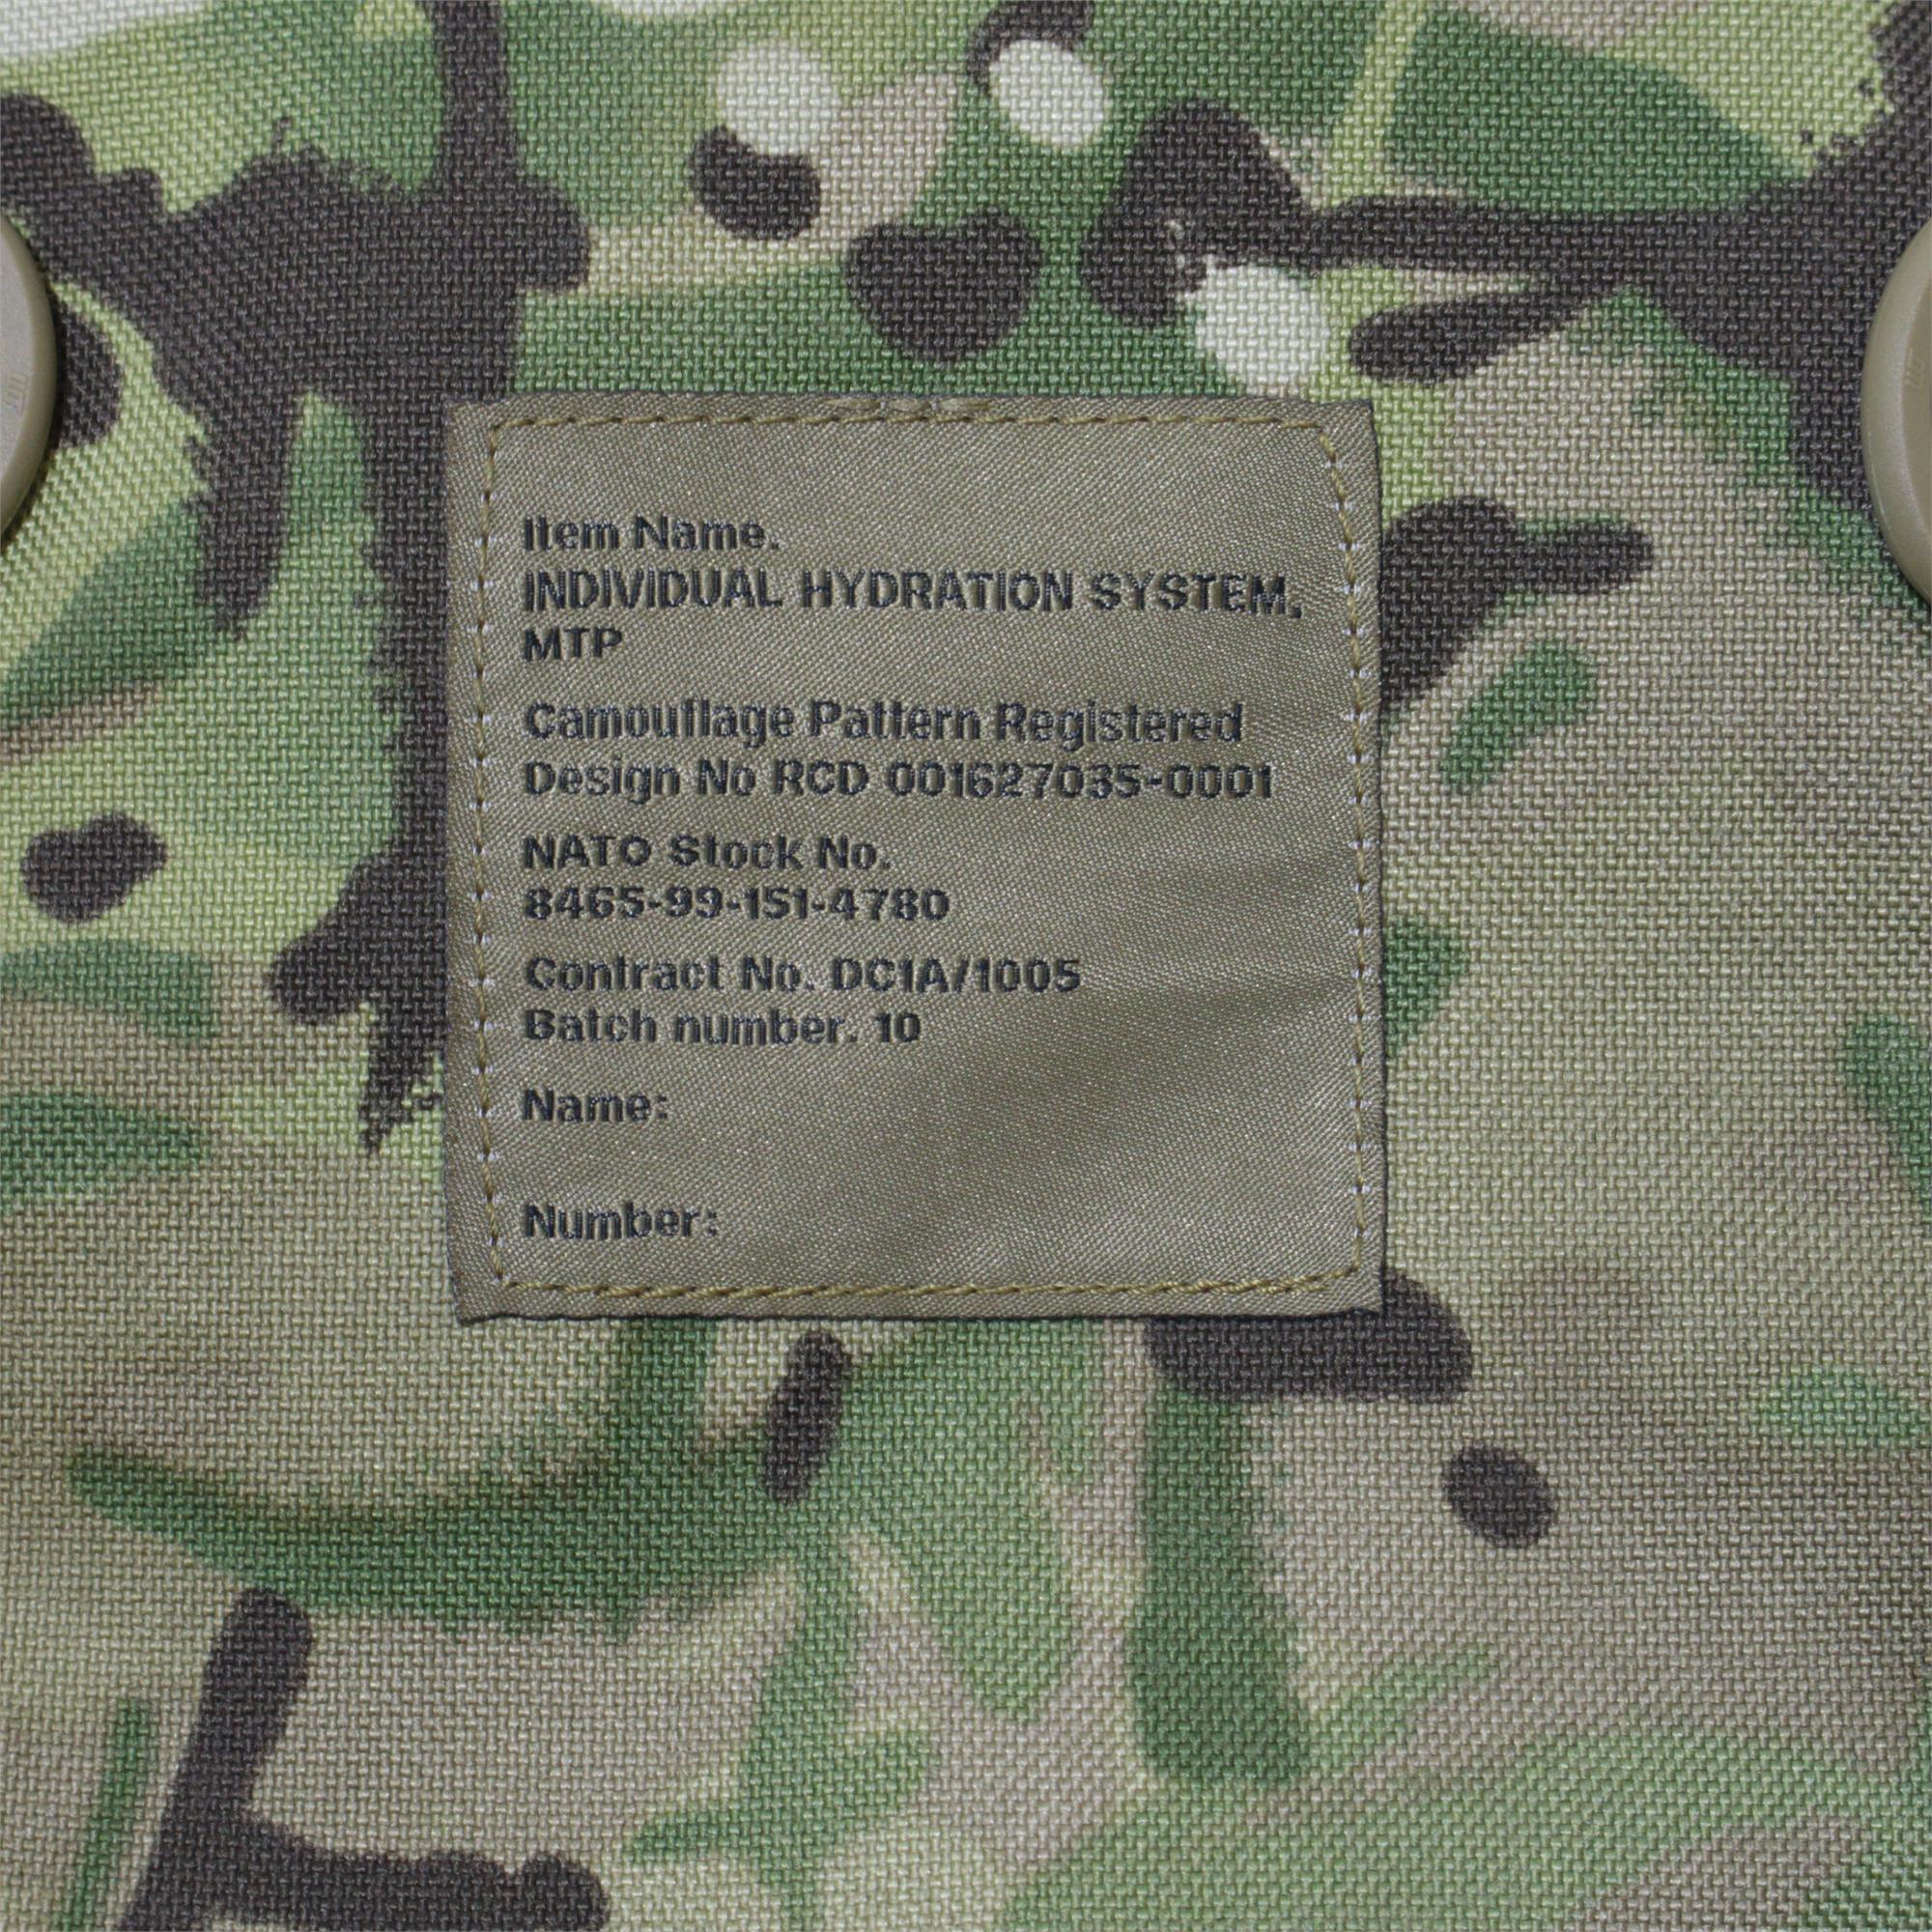 Item Name.
INDIVIDUAL HYDRATION SYSTEM,
MTP
Camouflage Pattern Registered
Design No RCD 001627035-0001
NATO Stock No.
8465-99-151-4780
Contract No. DC1A/1005
Batch number. 10
Name:
Number: